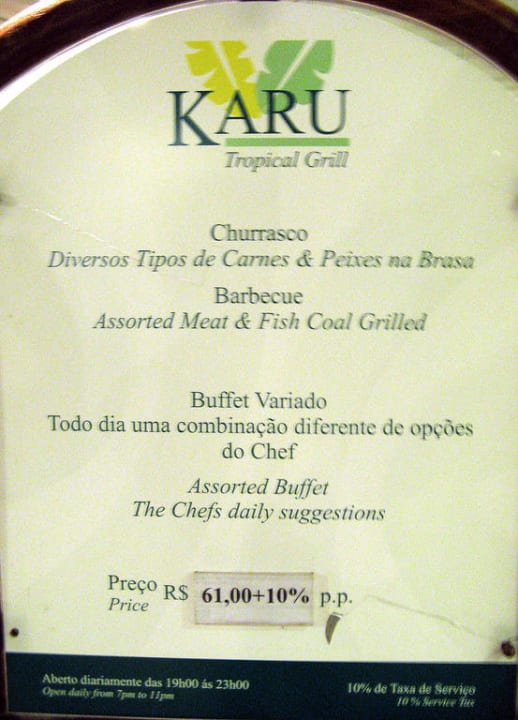 KARU
Tropical Grill
Churrasco
Diversos Tipos de Carnes & Peixes na Brasa
Barbecue
Assorted Meat & Fish Coal Grilled
Buffet Variado
Todo dia uma combinação diferente de opções
do Chef
Assorted Buffet
The Chefs daily suggestions
Preço R$ 61,00+10% p.p.
Price
Aberto diariamente das 19h00 ás 23h00
Open daily from 7pm to 11pm
10% de Taxa de Serviço
10 % Service Tax